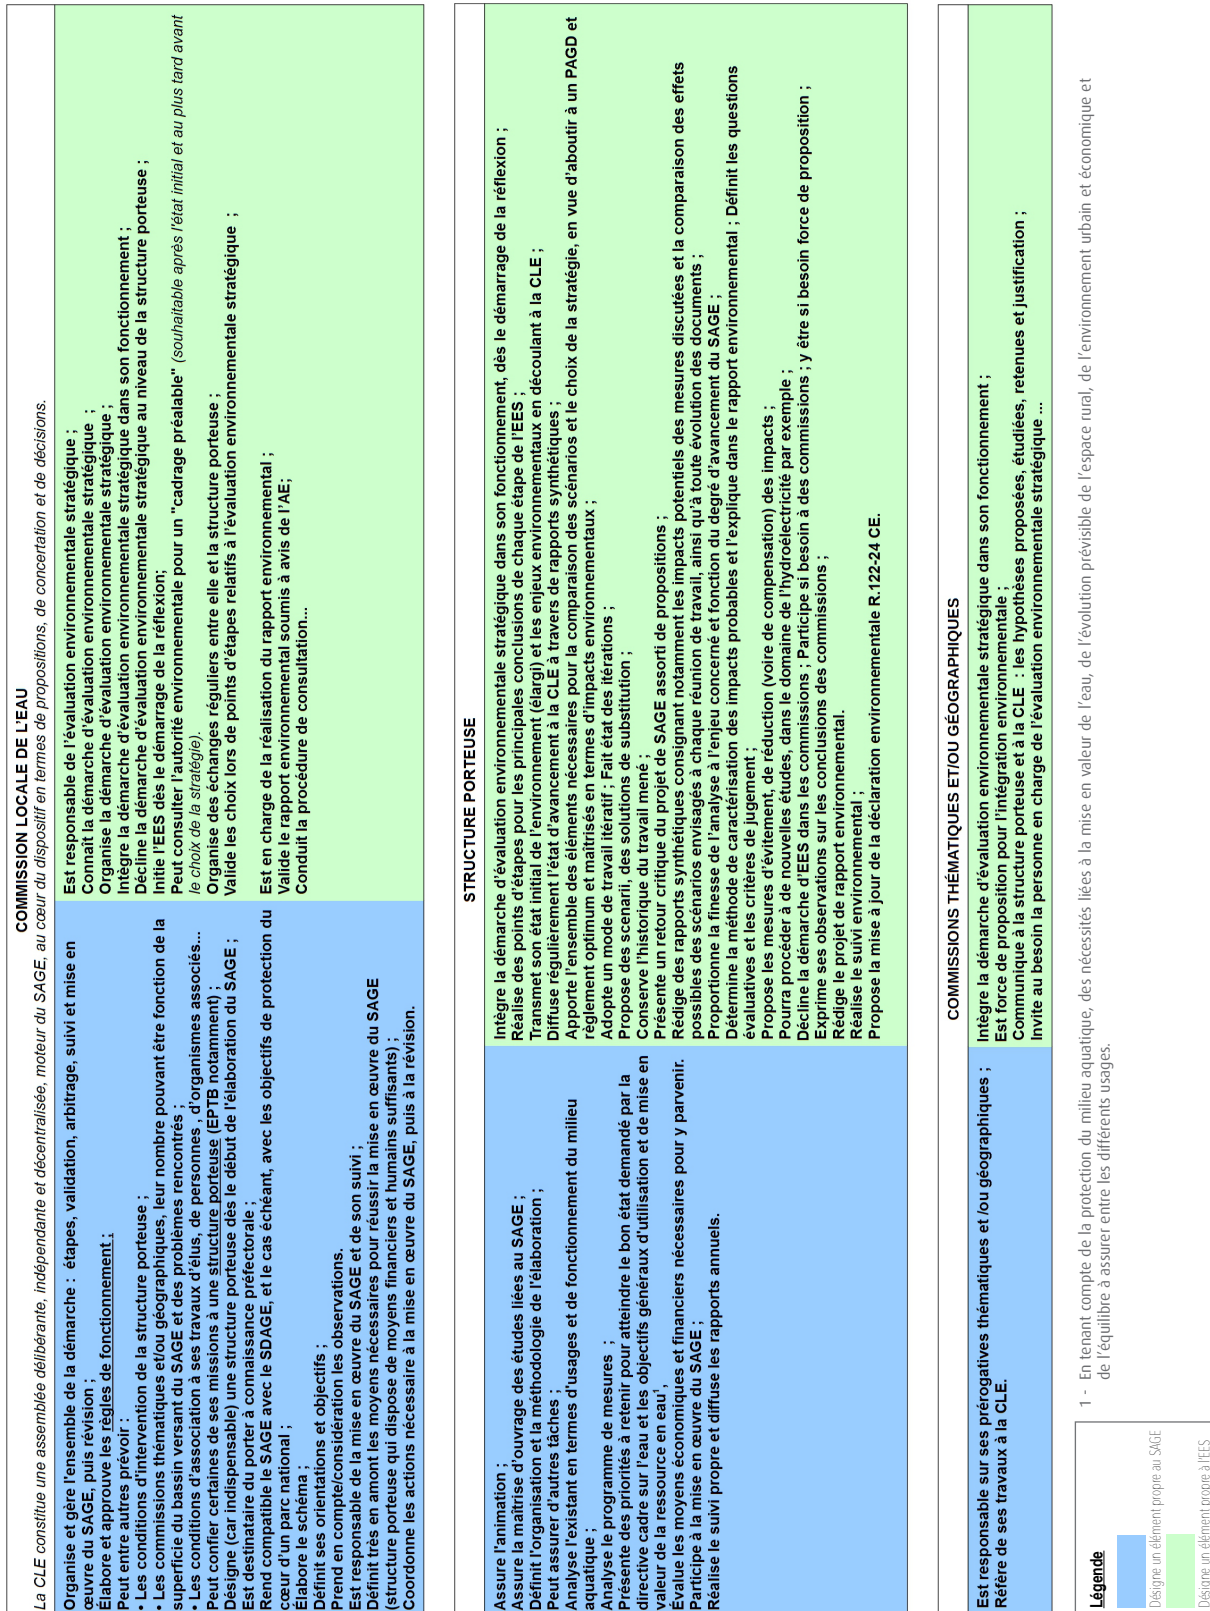 COMMISSION LOCALE DE L'EAU
La CLE constitue une assemblée délibérante, indépendante et décentralisée, moteur du SAGE, au cœur du dispositif en termes de propositions, de concertation et de décisions.
Organise et gère l'ensemble de la démarche : étapes, validation, arbitrage, suivi et mise en
œuvre du SAGE, puis révision ;
Élabore et approuve les règles de fonctionnement ;
Peut entre autres prévoir :
• Les conditions d'intervention de la structure porteuse ;
• Les commissions thématiques et/ou géographiques, leur nombre pouvant être fonction de la
superficie du bassin versant du SAGE et des problèmes rencontrés ;
• Les conditions d'association à ses travaux d'élus, de personnes , d'organismes associés...
Peut confier certaines de ses missions à une structure porteuse (EPTB notamment) ;
Désigne (car indispensable) une structure porteuse dès le début de l'élaboration du SAGE ;
Est destinataire du porter à connaissance préfectorale ;
Rend compatible le SAGE avec le SDAGE, et le cas échéant, avec les objectifs de protection du
cœur d'un parc national ;
Élabore le schéma ;
Définit ses orientations et objectifs ;
Prend en compte/considération les observations.
Est responsable de la mise en œuvre du SAGE et de son suivi ;
Définit très en amont les moyens nécessaires pour réussir la mise en œuvre du SAGE
(structure porteuse qui dispose de moyens financiers et humains suffisants) ;
Coordonne les actions nécessaire à la mise en œuvre du SAGE, puis à la révision.
Est responsable de l'évaluation environnementale stratégique ;
Connaît la démarche d'évaluation environnementale stratégique ;
Organise la démarche d'évaluation environnementale stratégique ;
Intègre la démarche d'évaluation environnementale stratégique dans son fonctionnement ;
Décline la démarche d'évaluation environnementale stratégique au niveau de la structure porteuse ;
Initie l'EES dès le démarrage de la réflexion;
Peut consulter l'autorité environnementale pour un "cadrage préalable" (souhaitable après l'état initial et au plus tard avant
le choix de la stratégie).
Organise des échanges réguliers entre elle et la structure porteuse ;
Valide les choix lors de points d'étapes relatifs à l'évaluation environnementale stratégique ;
Est en charge de la réalisation du rapport environnemental ;
Valide le rapport environnemental soumis à avis de l'AE;
Conduit la procédure de consultation...
STRUCTURE PORTEUSE
Assure l'animation ;
Assure la maîtrise d'ouvrage des études liées au SAGE ;
Définit l'organisation et la méthodologie de l'élaboration ;
Peut assurer d'autres tâches ;
Analyse l'existant en termes d'usages et de fonctionnement du milieu
aquatique ;
Analyse le programme de mesures ;
Présente des priorités à retenir pour atteindre le bon état demandé par la
directive cadre sur l'eau et les objectifs généraux d'utilisation et de mise en
valeur de la ressource en eau¹,
Évalue les moyens économiques et financiers nécessaires pour y parvenir.
Participe à la mise en œuvre du SAGE ;
Réalise le suivi propre et diffuse les rapports annuels.
Intègre la démarche d'évaluation environnementale stratégique dans son fonctionnement, dès le démarrage de la réflexion ;
Réalise des points d'étapes pour les principales conclusions de chaque étape de l'EES ;
Transmet son état initial de l'environnement (élargi) et les enjeux environnementaux en découlant à la CLE ;
Diffuse régulièrement l'état d'avancement à la CLE à travers de rapports synthétiques ;
Apporte l'ensemble des éléments nécessaires pour la comparaison des scénarios et le choix de la stratégie, en vue d'aboutir à un PAGD et
règlement optimum et maîtrisés en termes d'impacts environnementaux ;
Adopte un mode de travail itératif ; Fait état des itérations ;
Propose des scenarii, des solutions de substitution ;
Conserve l'historique du travail mené ;
Présente un retour critique du projet de SAGE assorti de propositions ;
Rédige des rapports synthétiques consignant notamment les impacts potentiels des mesures discutées et la comparaison des effets
possibles des scénarios envisagés à chaque réunion de travail, ainsi qu'à toute évolution des documents ;
Proportionne la finesse de l'analyse à l'enjeu concerné et fonction du degré d'avancement du SAGE ;
Détermine la méthode de caractérisation des impacts probables et l'explique dans le rapport environnemental ; Définit les questions
évaluatives et les critères de jugement ;
Propose les mesures d'évitement, de réduction (voire de compensation) des impacts ;
Pourra procéder à de nouvelles études, dans le domaine de l'hydroélectricité par exemple ;
Décline la démarche d'EES dans les commissions ; Participe si besoin à des commissions ; y être si besoin force de proposition ;
Exprime ses observations sur les conclusions des commissions ;
Rédige le projet de rapport environnemental.
Réalise le suivi environnemental ;
Propose la mise à jour de la déclaration environnementale R.122-24 CE.
COMMISSIONS THÉMATIQUES ET/OU GÉOGRAPHIQUES
Est responsable sur ses prérogatives thématiques et /ou géographiques ;
Réfère de ses travaux à la CLE.
Intègre la démarche d'évaluation environnementale stratégique dans son fonctionnement ;
Est force de proposition pour l'intégration environnementale ;
Communique à la structure porteuse et à la CLE : les hypothèses proposées, étudiées, retenues et justification ;
Invite au besoin la personne en charge de l'évaluation environnementale stratégique ...
Légende
Désigne un élément propre au SAGE
Désigne un élément propre à l'EES
1 - En tenant compte de la protection du milieu aquatique, des nécessités liées à la mise en valeur de l'eau, de l'évolution prévisible de l'espace rural, de l'environnement urbain et économique et
de l'équilibre à assurer entre les différents usages.